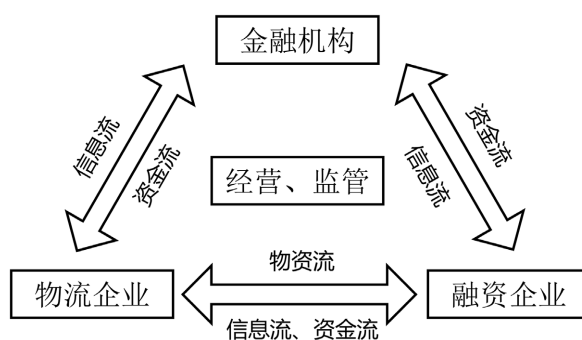 金融机构
信息流
资金流
资金流
信息流
经营、监管
物流企业
物资流
信息流、资金流
融资企业